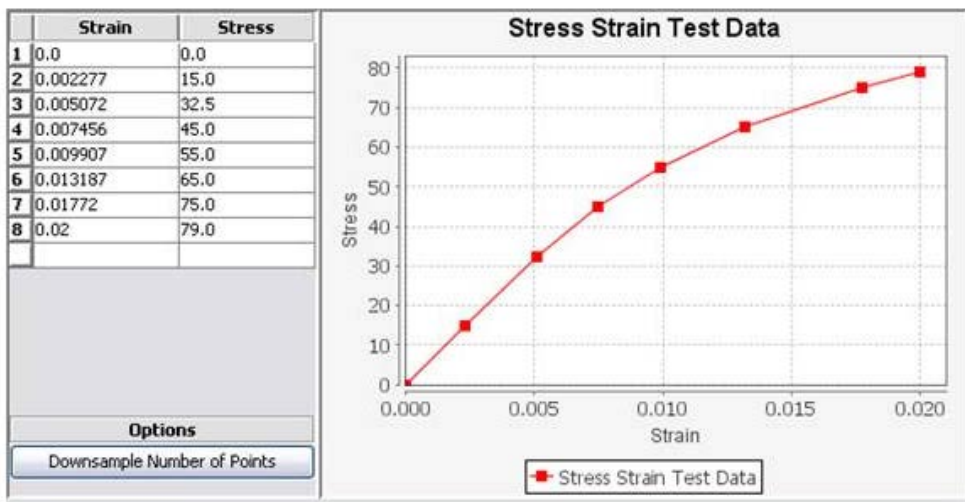 Strain Stress
1 0.0 0.0
2 0.002277 15.0
3 0.005072 32.5
4 0.007456 45.0
5 0.009907 55.0
6 0.013187 65.0
7 0.01772 75.0
8 0.02 79.0
Options
Downsample Number of Points
Stress Strain Test Data
80
70
60
50
40
30
20
10
0
Stress
0.000 0.005 0.010 0.015 0.020
Strain
Stress Strain Test Data